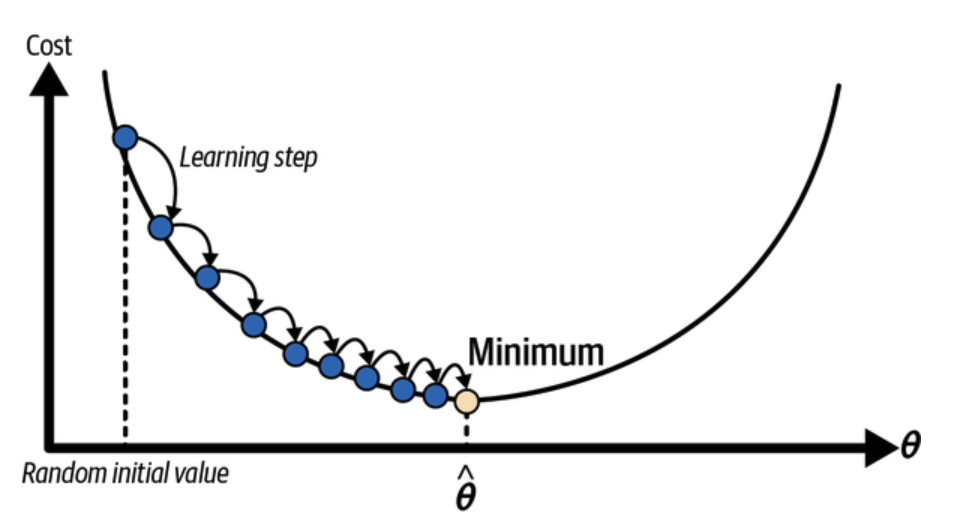 Cost
Learning step
Minimum
θ
Random initial value
θ̂